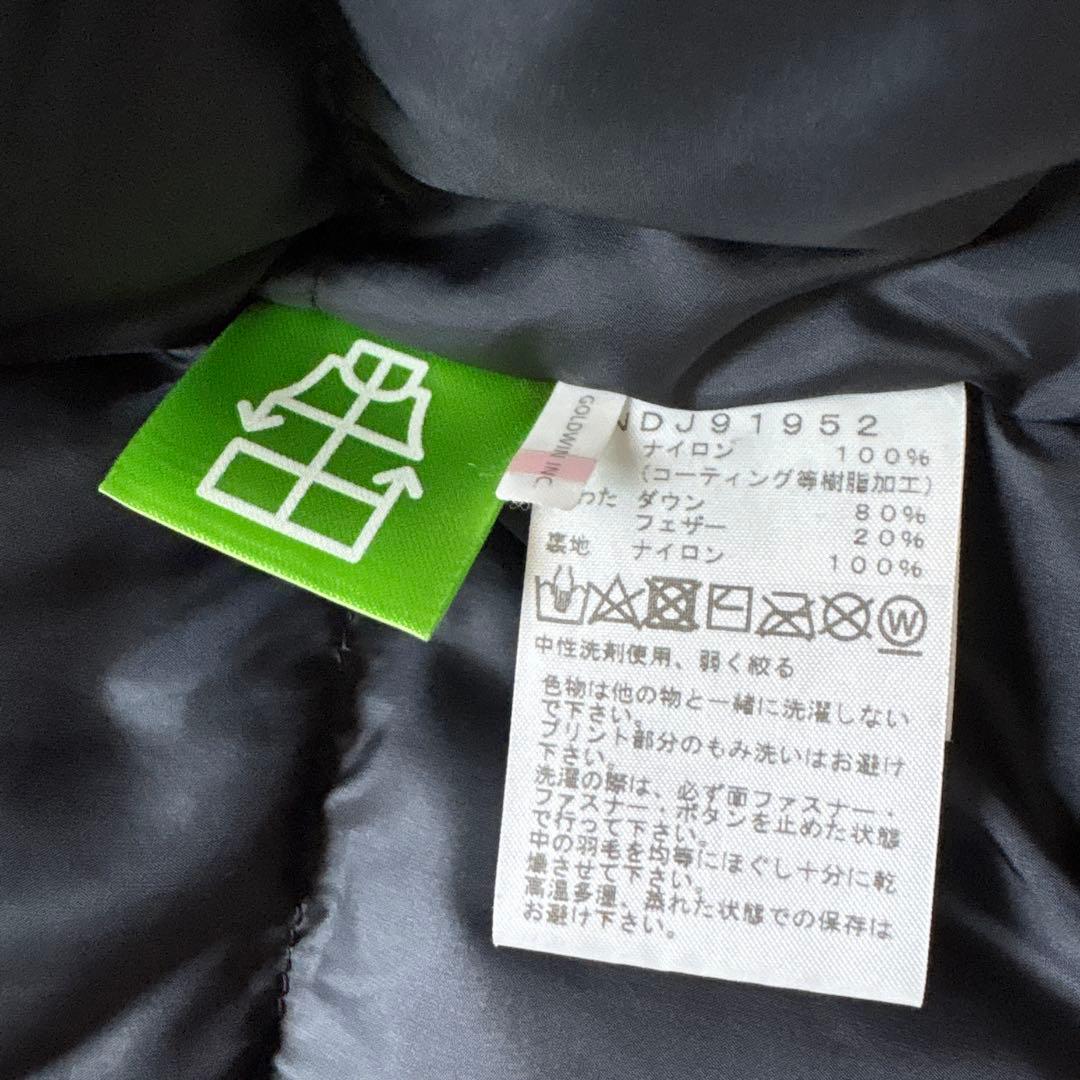 GOLDWIN INC
NDJ91952
ナイロン 100%
(コーティング等樹脂加工)
わた ダウン 80%
フェザー 20%
裏地 ナイロン 100%
W
中性洗剤使用、弱く絞る
色物は他の物と一緒に洗濯しない
で下さい。
プリント部分のもみ洗いはお避け
下さい。
洗濯の際は、必ず面ファスナー・
ファスナー・ボタンを止めた状態
で行って下さい。
中の羽毛を均等にほぐし十分に乾
燥させて下さい。
高温多湿、蒸れた状態での保存は
お避け下さい。